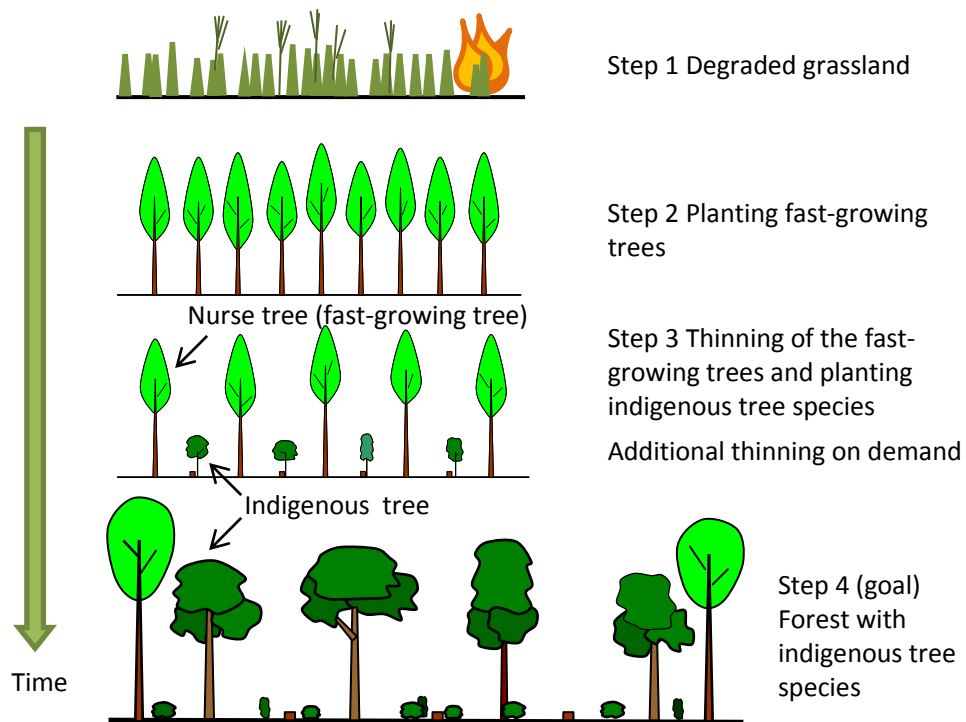 Step 1 Degraded grassland
Step 2 Planting fast-growing
trees
Nurse tree (fast-growing tree)
Step 3 Thinning of the fast-
growing trees and planting
indigenous tree species
Additional thinning on demand
Indigenous tree
Step 4 (goal)
Forest with
indigenous tree
species
Time